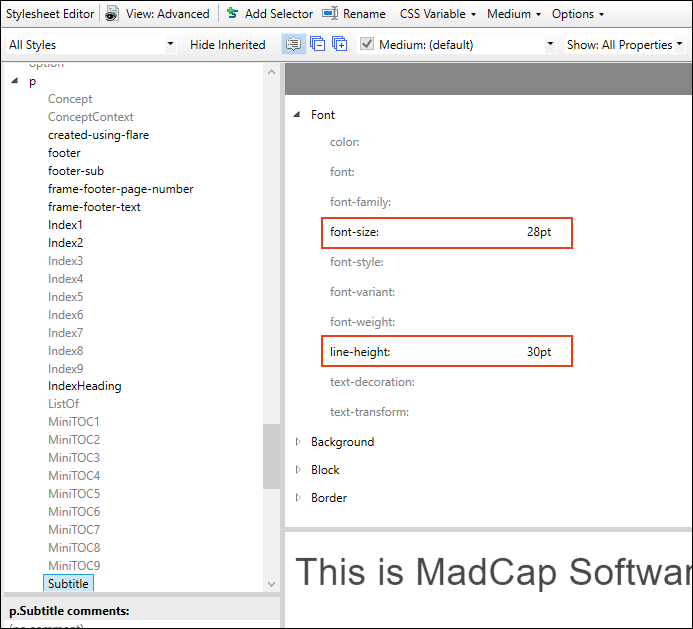 Stylesheet Editor View: Advanced Add Selector Rename CSS Variable Medium Options
All Styles Hide Inherited Medium: (default) Show: All Properties
option
p
Concept
ConceptContext
created-using-flare
footer
footer-sub
frame-footer-page-number
frame-footer-text
Index1
Index2
Index3
Index4
Index5
Index6
Index7
Index8
Index9
IndexHeading
ListOf
MiniTOC1
MiniTOC2
MiniTOC3
MiniTOC4
MiniTOC5
MiniTOC6
MiniTOC7
MiniTOC8
MiniTOC9
Subtitle
p.Subtitle comments:
(no comment)
Font
color:
font:
font-family:
font-size: 28pt
font-style:
font-variant:
font-weight:
line-height: 30pt
text-decoration:
text-transform:
Background
Block
Border
This is MadCap Softwar